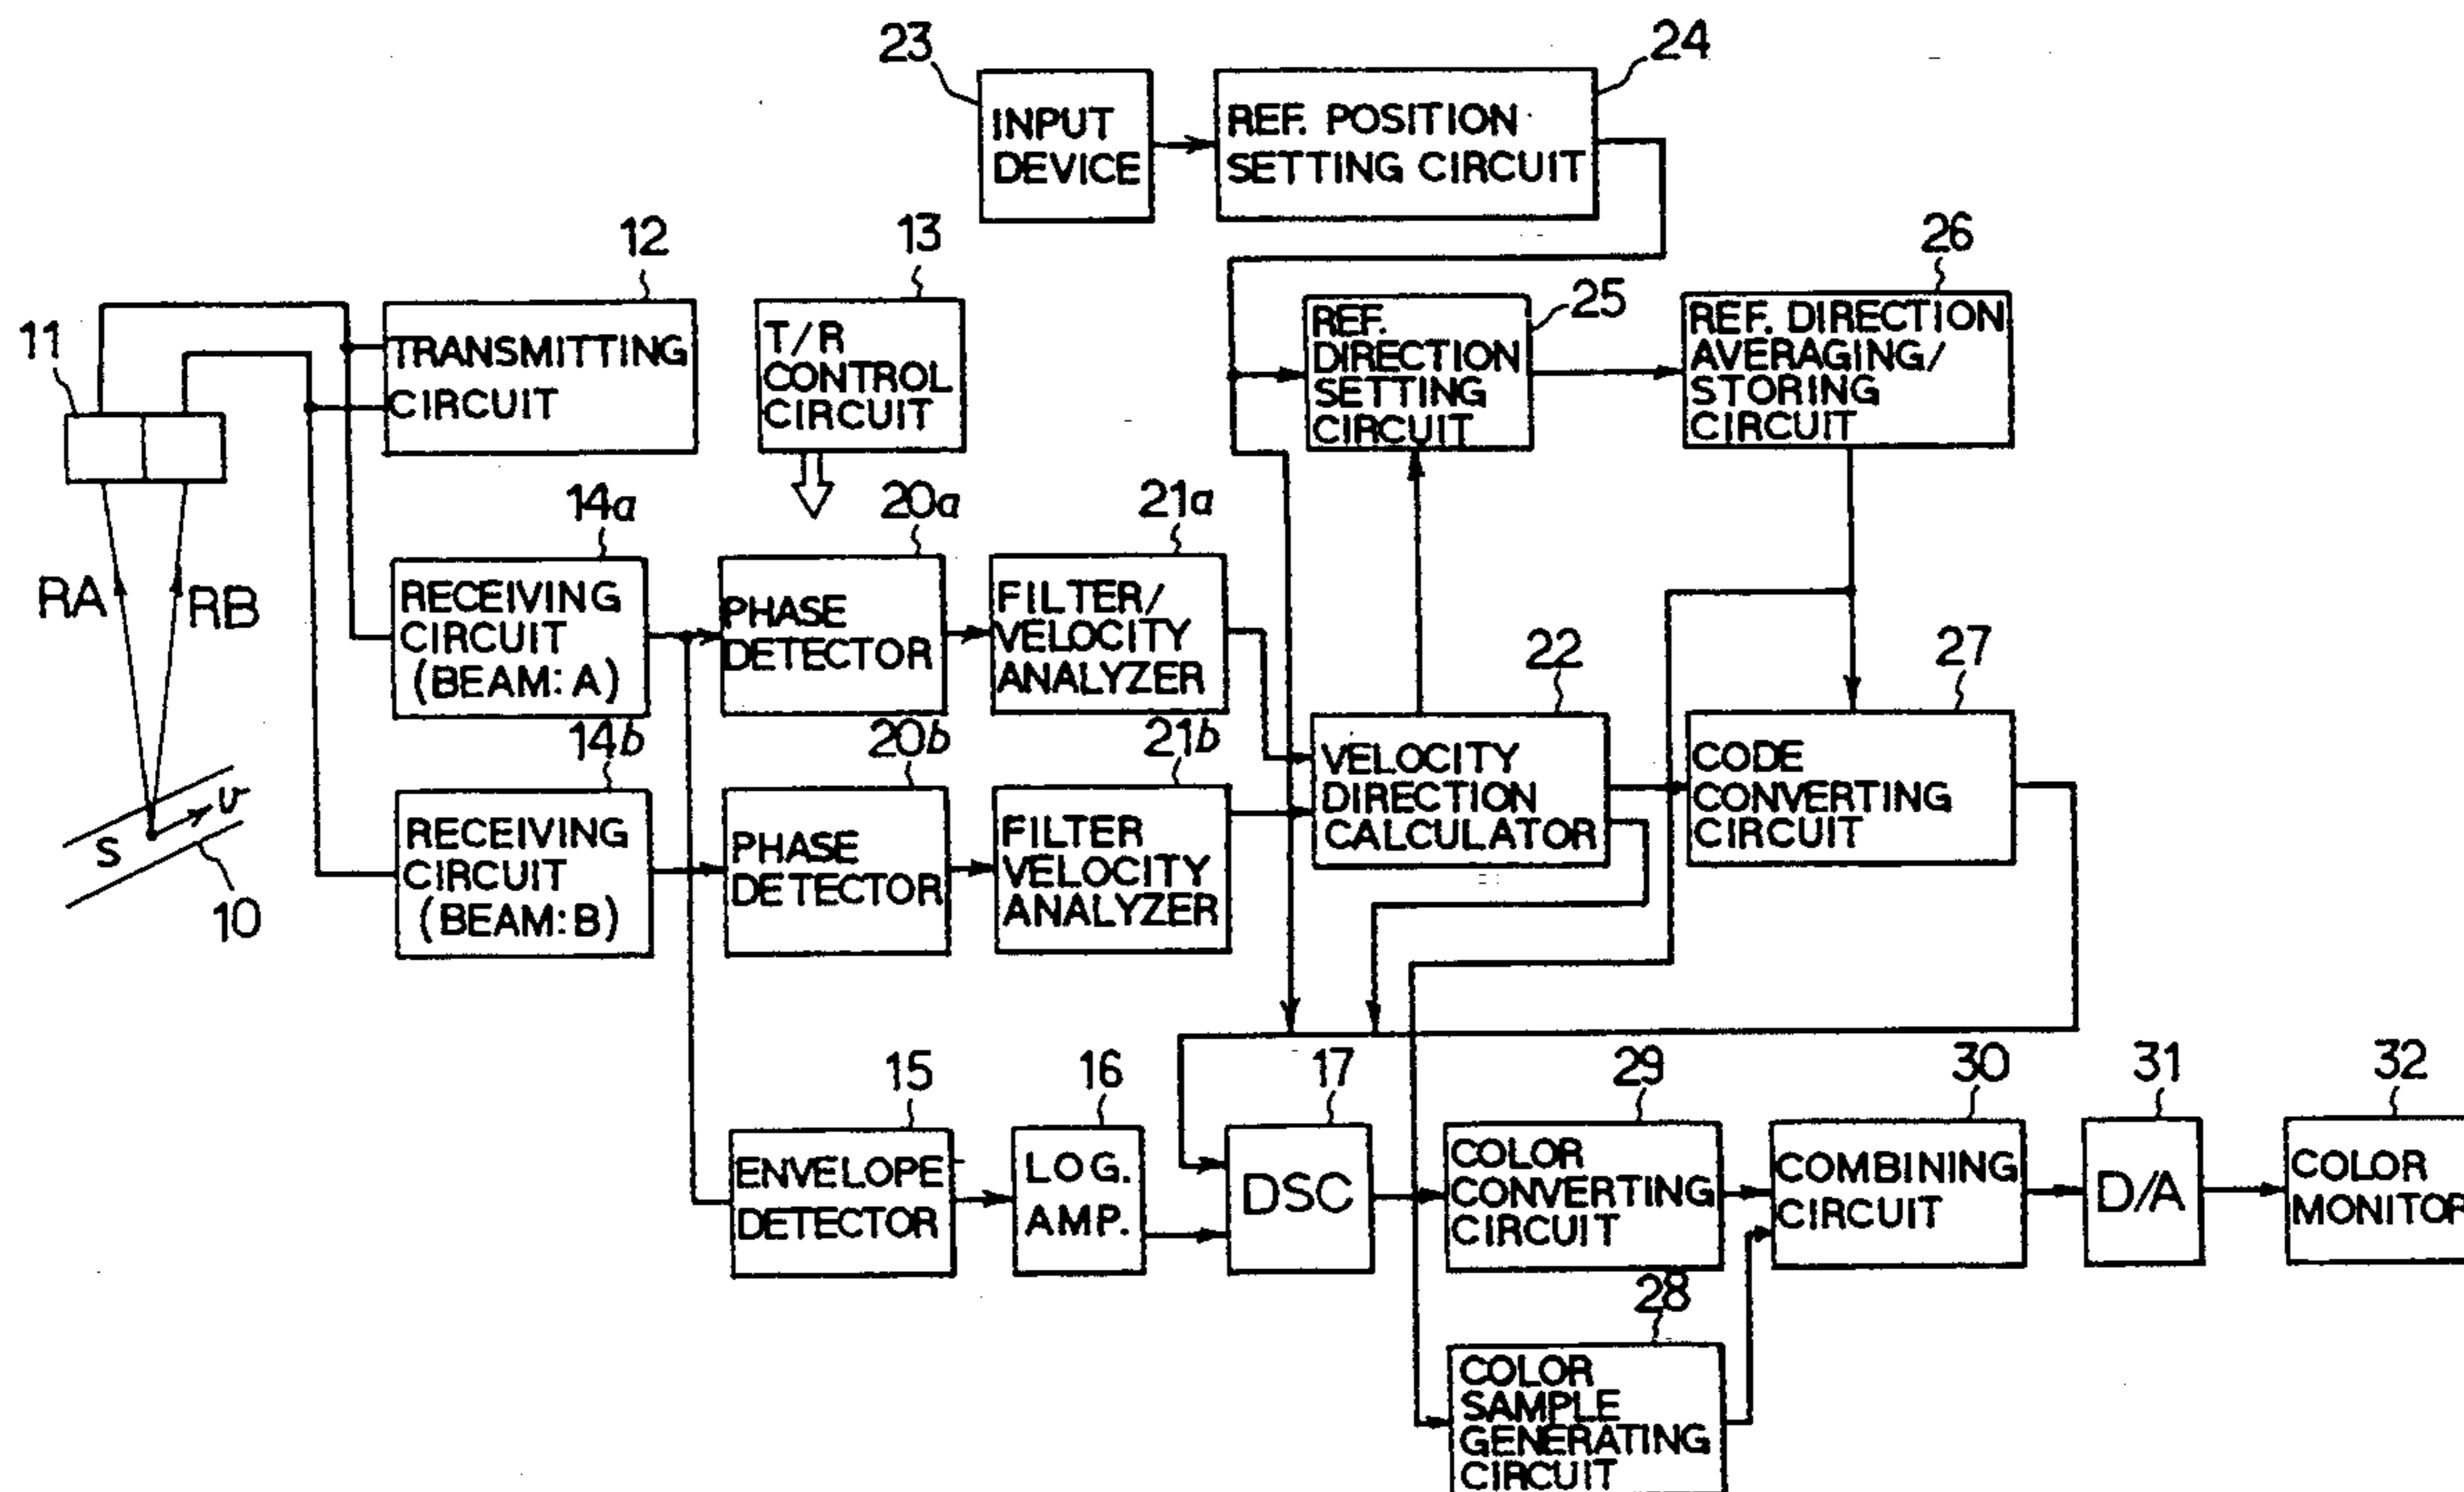 23
24
INPUT
DEVICE
REF. POSITION
SETTING CIRCUIT
12
13
26
11
TRANSMITTING
CIRCUIT
T/R
CONTROL
CIRCUIT
REF.
DIRECTION
SETTING
CIRCUIT
25
REF. DIRECTION
AVERAGING/
STORING
CIRCUIT
14a
20a
21a
RA
RB
RECEIVING
CIRCUIT
(BEAM: A)
PHASE
DETECTOR
FILTER/
VELOCITY
ANALYZER
22
27
14b
20b
21b
VELOCITY
DIRECTION
CALCULATOR
CODE
CONVERTING
CIRCUIT
S
v
10
RECEIVING
CIRCUIT
(BEAM: B)
PHASE
DETECTOR
FILTER
VELOCITY
ANALYZER
15
16
17
29
30
31
32
ENVELOPE
DETECTOR
LOG.
AMP.
DSC
COLOR
CONVERTING
CIRCUIT
COMBINING
CIRCUIT
D/A
COLOR
MONITOR
28
COLOR
SAMPLE
GENERATING
CIRCUIT